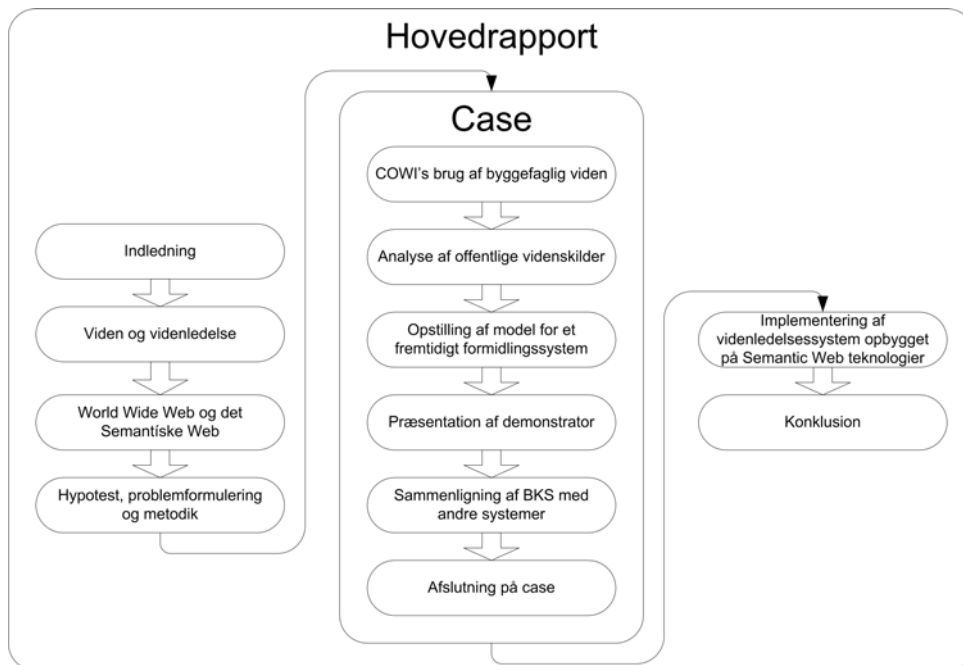 Hovedrapport
Indledning
Viden og videnledelse
World Wide Web og det
Semantíske Web
Hypotest, problemformulering
og metodik
Case
COWI's brug af byggefaglig viden
Analyse af offentlige videnskilder
Opstilling af model for et
fremtidigt formidlingssystem
Præsentation af demonstrator
Sammenligning af BKS med
andre systemer
Afslutning på case
Implementering af
videnledelsessystem opbygget
på Semantic Web teknologier
Konklusion